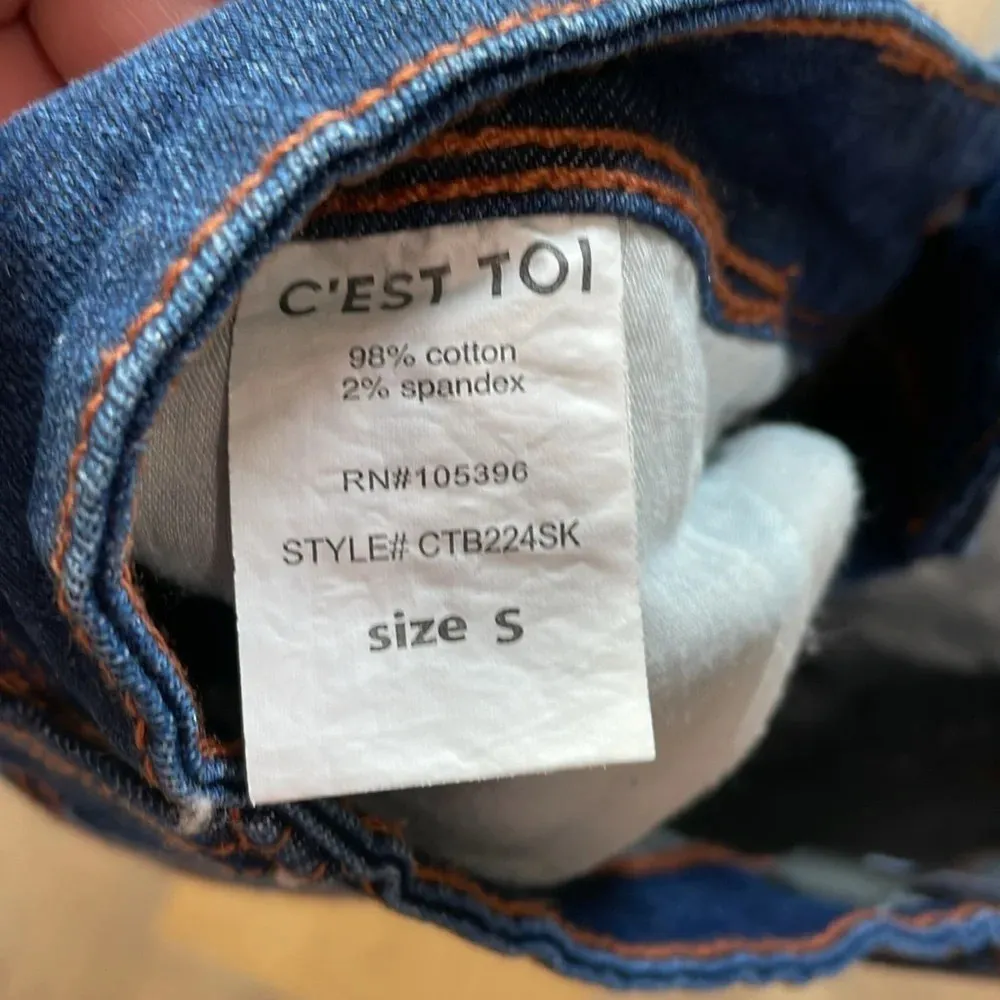 C'EST TOI
98% cotton
2% spandex
RN#105396
STYLE# CTB224SK
size S